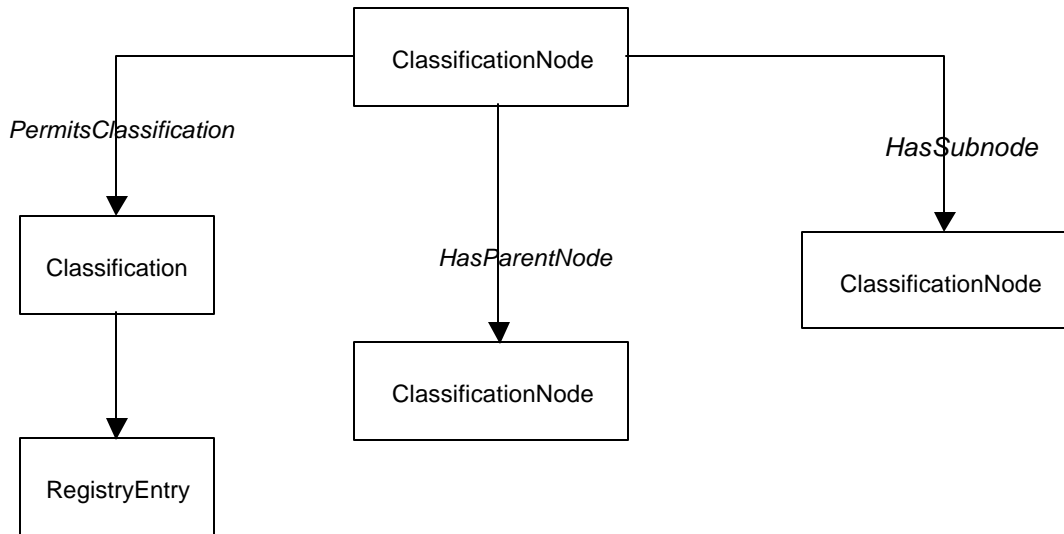 ClassificationNode
PermitsClassification
HasSubnode
Classification
HasParentNode
ClassificationNode
ClassificationNode
RegistryEntry